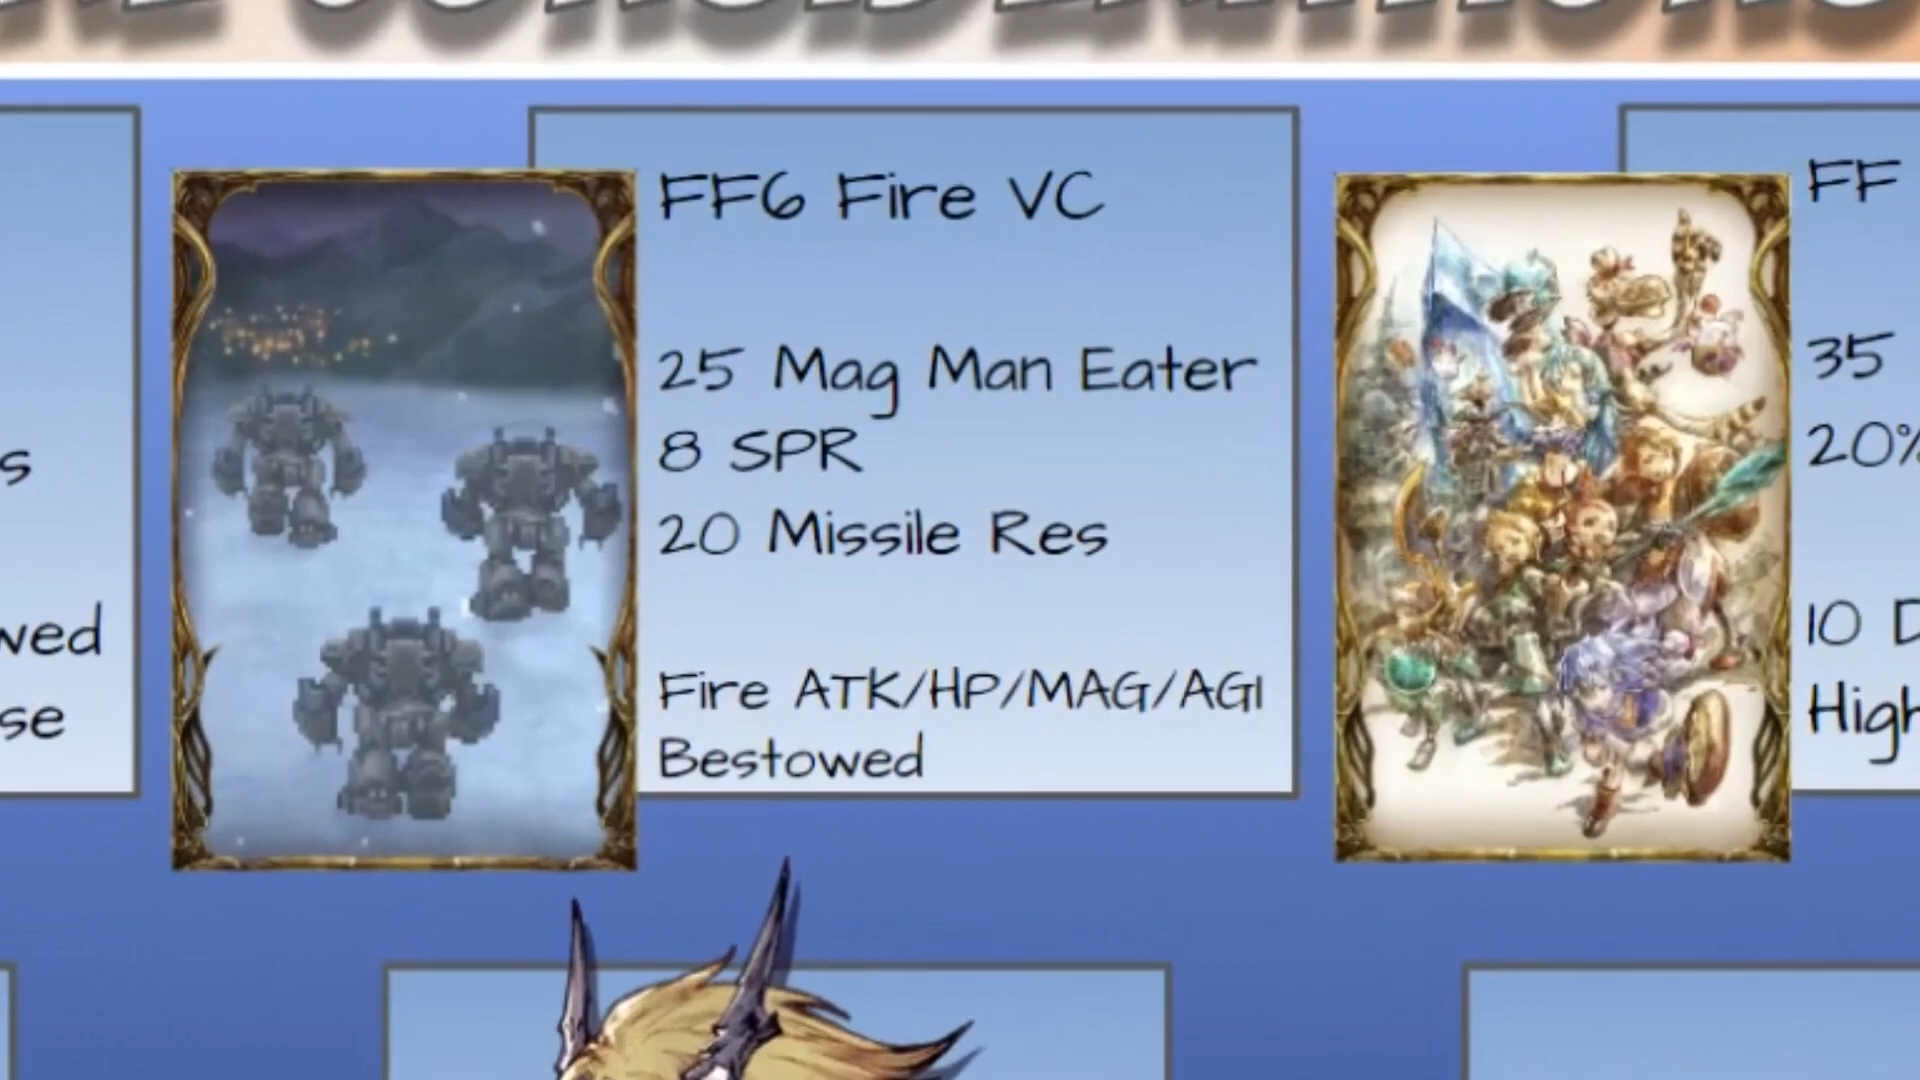 s
wed
se
FF6 Fire VC
25 Mag Man Eater
8 SPR
20 Missile Res
Fire ATK/HP/MAG/AGI
Bestowed
FF
35
20%
10 D
High